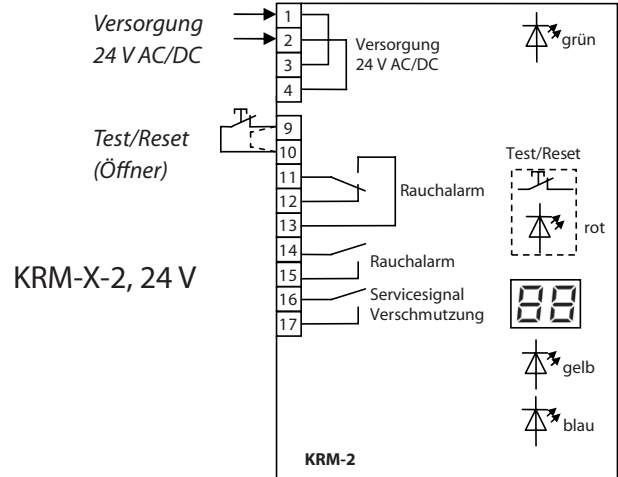 Versorgung
24 V AC/DC
1
2
3
4
Versorgung
24 V AC/DC
grün
Test/Reset
(Öffner)
9
10
11
12
13
14
15
16
17
Rauchalarm
Rauchalarm
Servicesignal
Verschmutzung
Test/Reset
rot
88
gelb
blau
KRM-X-2, 24 V
KRM-2